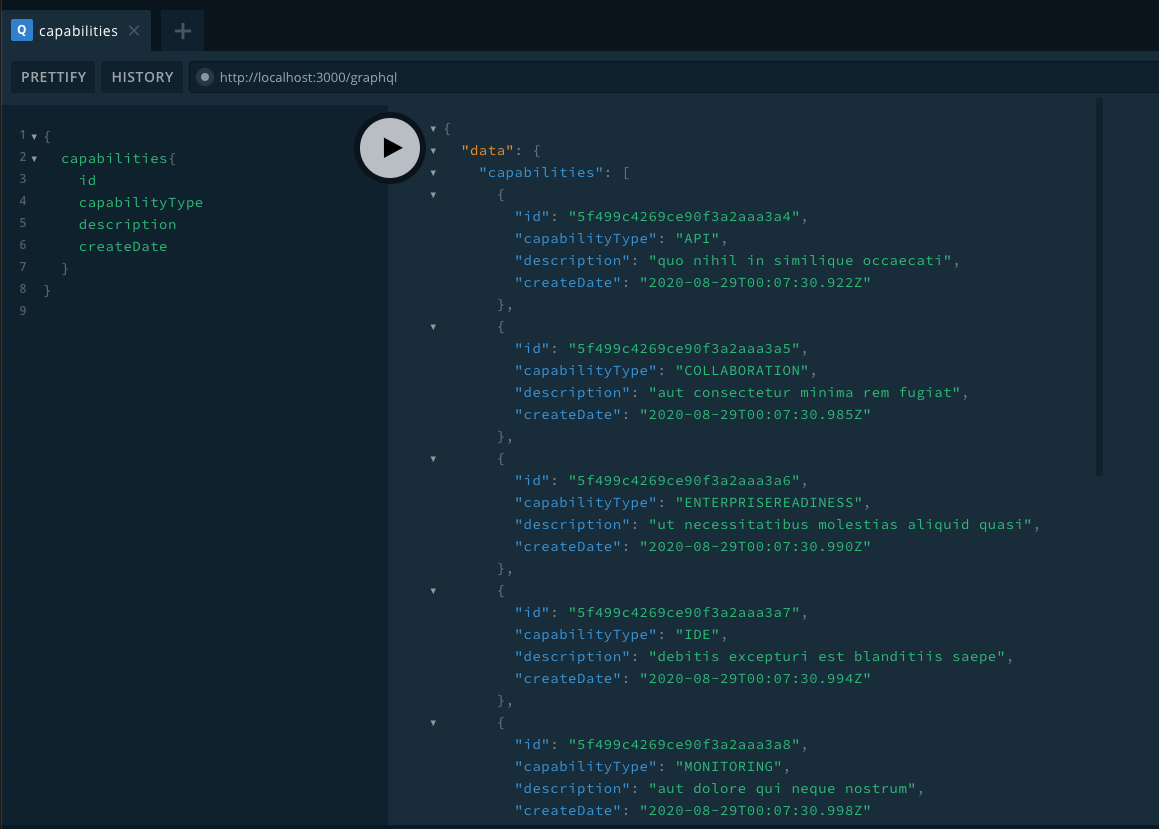 Q capabilities ✕ +
PRETTIFY HISTORY http://localhost:3000/graphql
1 {
2 capabilities{
3 id
4 capabilityType
5 description
6 createDate
7 }
8 }
9
{
"data": {
"capabilities": [
{
"id": "5f499c4269ce90f3a2aaa3a4",
"capabilityType": "API",
"description": "quo nihil in similique occaecati",
"createDate": "2020-08-29T00:07:30.922Z"
},
{
"id": "5f499c4269ce90f3a2aaa3a5",
"capabilityType": "COLLABORATION",
"description": "aut consectetur minima rem fugiat",
"createDate": "2020-08-29T00:07:30.985Z"
},
{
"id": "5f499c4269ce90f3a2aaa3a6",
"capabilityType": "ENTERPRISEREADINESS",
"description": "ut necessitatibus molestias aliquid quasi",
"createDate": "2020-08-29T00:07:30.990Z"
},
{
"id": "5f499c4269ce90f3a2aaa3a7",
"capabilityType": "IDE",
"description": "debitis excepturi est blanditiis saepe",
"createDate": "2020-08-29T00:07:30.994Z"
},
{
"id": "5f499c4269ce90f3a2aaa3a8",
"capabilityType": "MONITORING",
"description": "aut dolore qui neque nostrum",
"createDate": "2020-08-29T00:07:30.998Z"